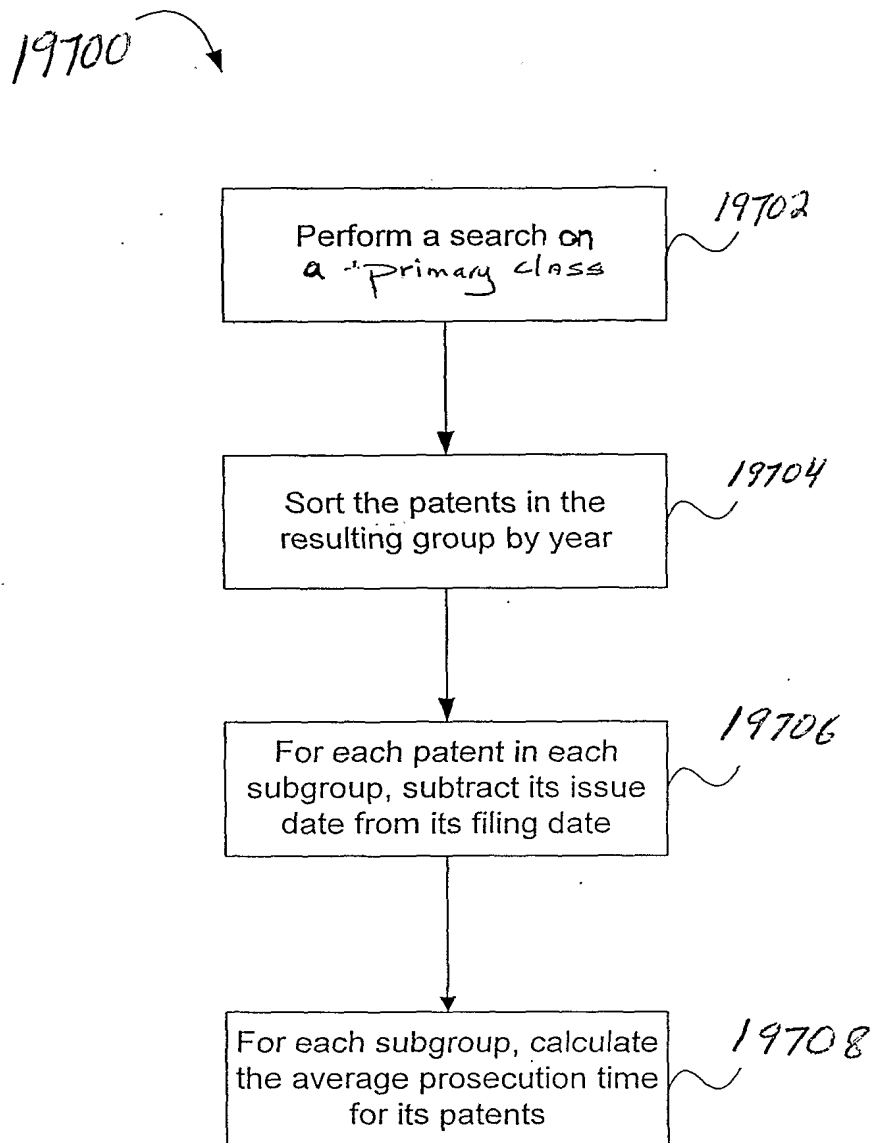 19700
19702
Perform a search on
a primary class
19704
Sort the patents in the
resulting group by year
19706
For each patent in each
subgroup, subtract its issue
date from its filing date
19708
For each subgroup, calculate
the average prosecution time
for its patents